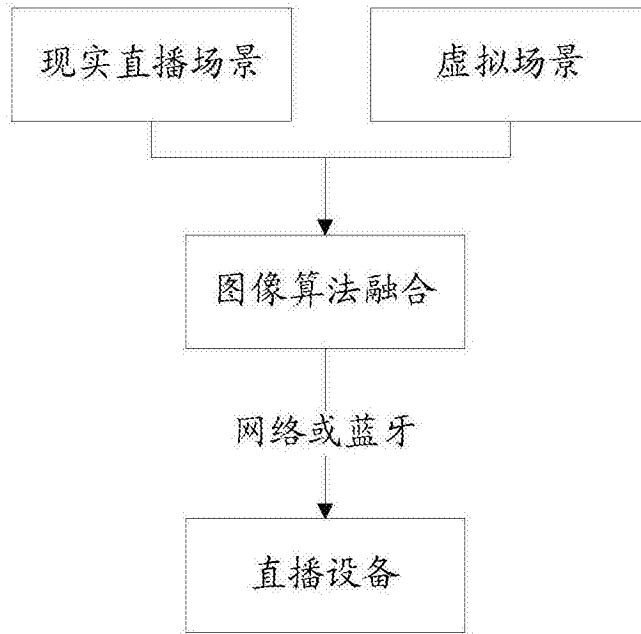 现实直播场景
虚拟场景
图像算法融合
网络或蓝牙
直播设备